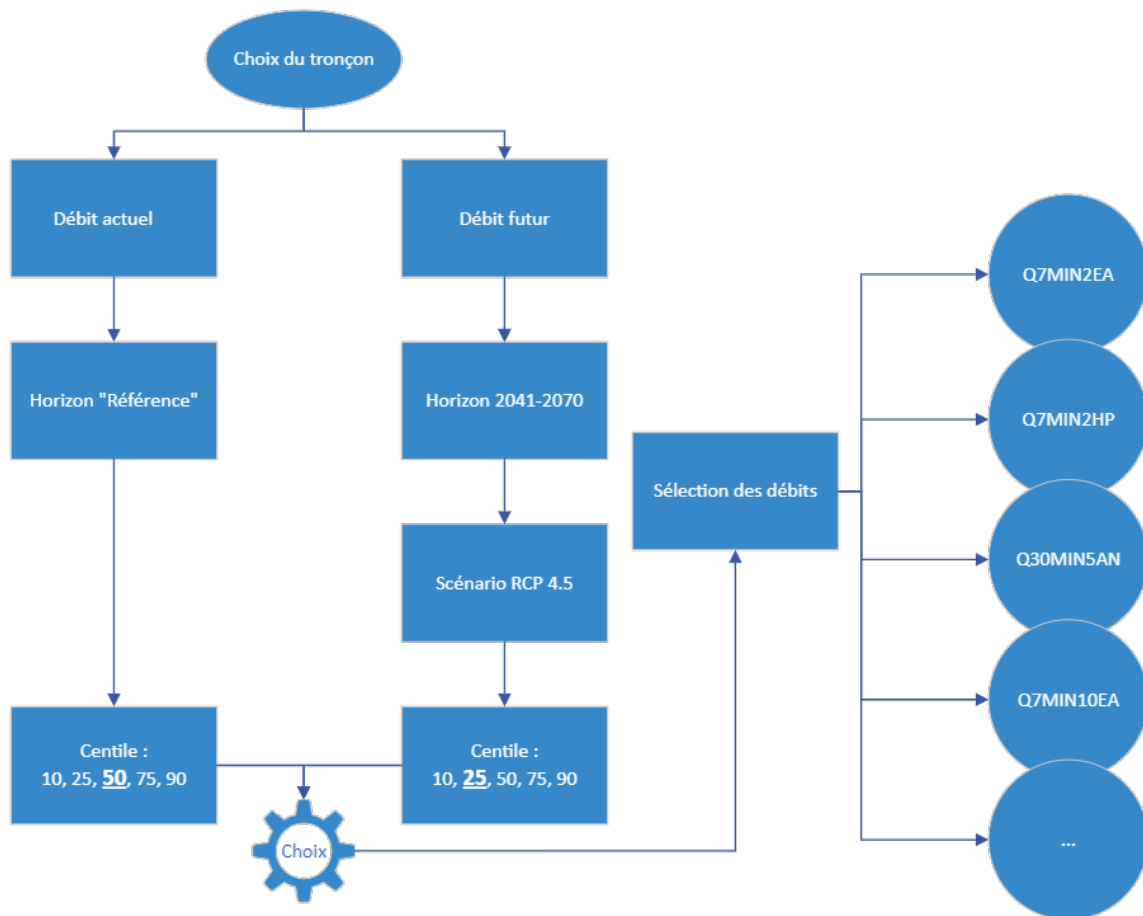 Choix du tronçon
Débit actuel
Débit futur
Horizon "Référence"
Horizon 2041-2070
Scénario RCP 4.5
Centile :
10, 25, 50, 75, 90
Centile :
10, 25, 50, 75, 90
Choix
Sélection des débits
Q7MIN2EA
Q7MIN2HP
Q30MIN5AN
Q7MIN10EA
...